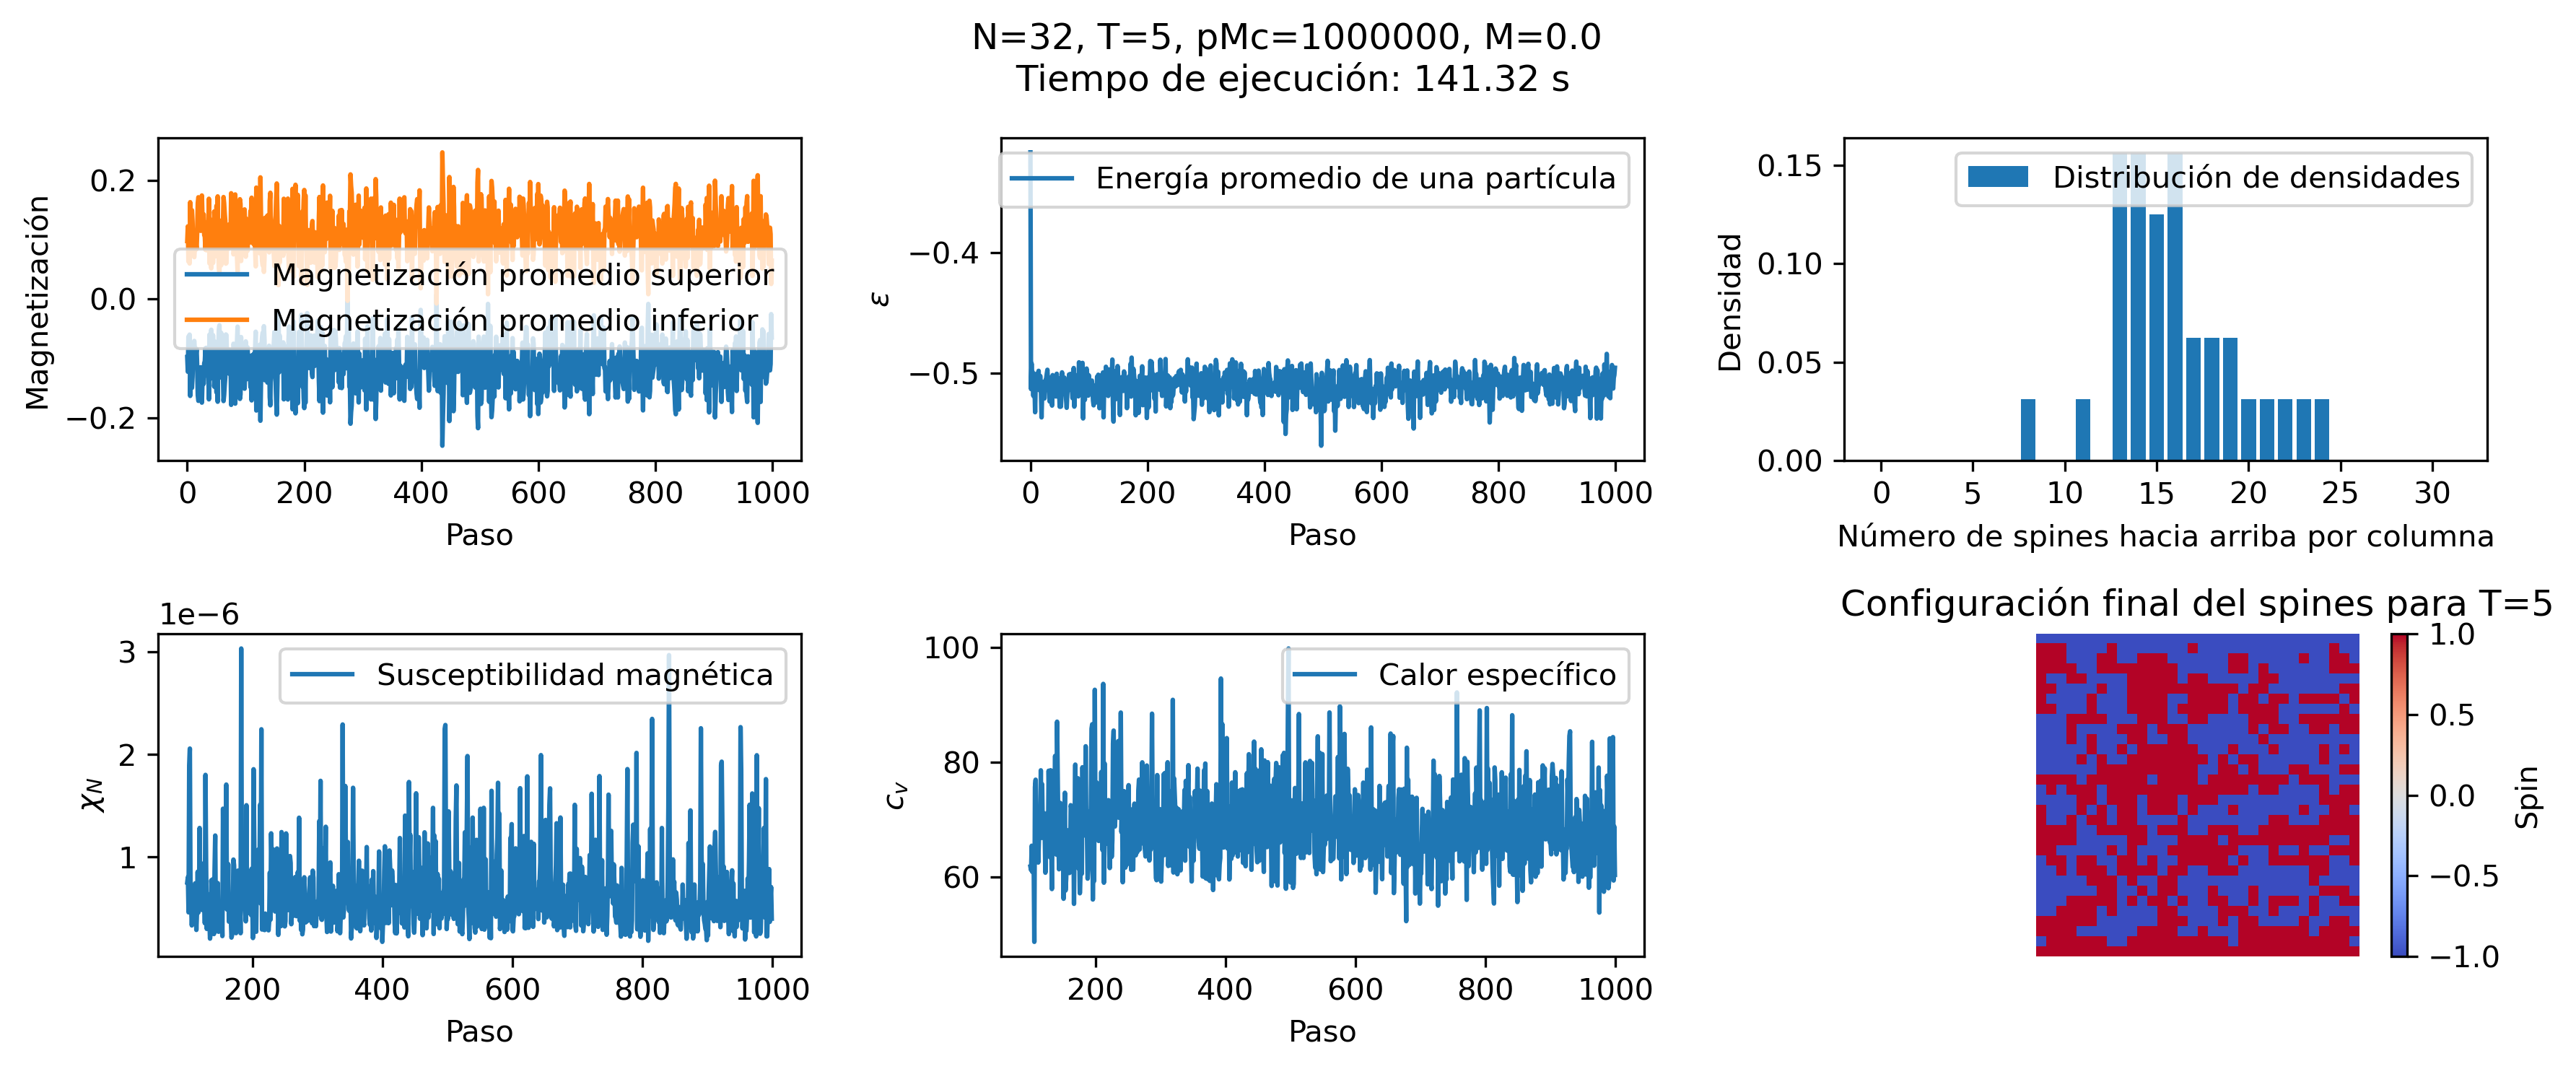 N=32, T=5, pMc=1000000, M=0.0
Tiempo de ejecución: 141.32 s
Magnetización
0.2
0.0
−0.2
Magnetización promedio superior
Magnetización promedio inferior
0 200 400 600 800 1000
Paso
ε
−0.4
−0.5
Energía promedio de una partícula
0 200 400 600 800 1000
Paso
Densidad
0.15
0.10
0.05
0.00
Distribución de densidades
0 5 10 15 20 25 30
Número de spines hacia arriba por columna
1e−6
χN
3
2
1
Susceptibilidad magnética
200 400 600 800 1000
Paso
cv
100
80
60
Calor específico
200 400 600 800 1000
Paso
Configuración final del spines para T=5
1.0
0.5
0.0
−0.5
−1.0
Spin